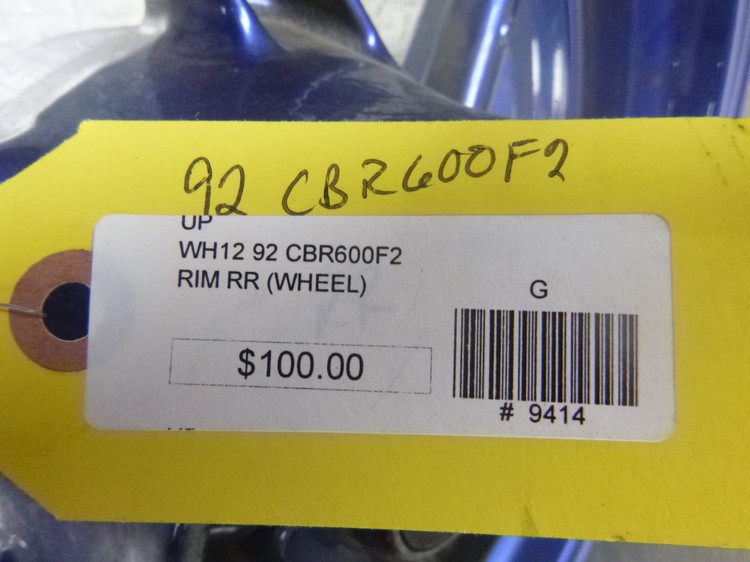 92 CBR600F2
UP
WH12 92 CBR600F2
RIM RR (WHEEL)
G
$100.00
# 9414